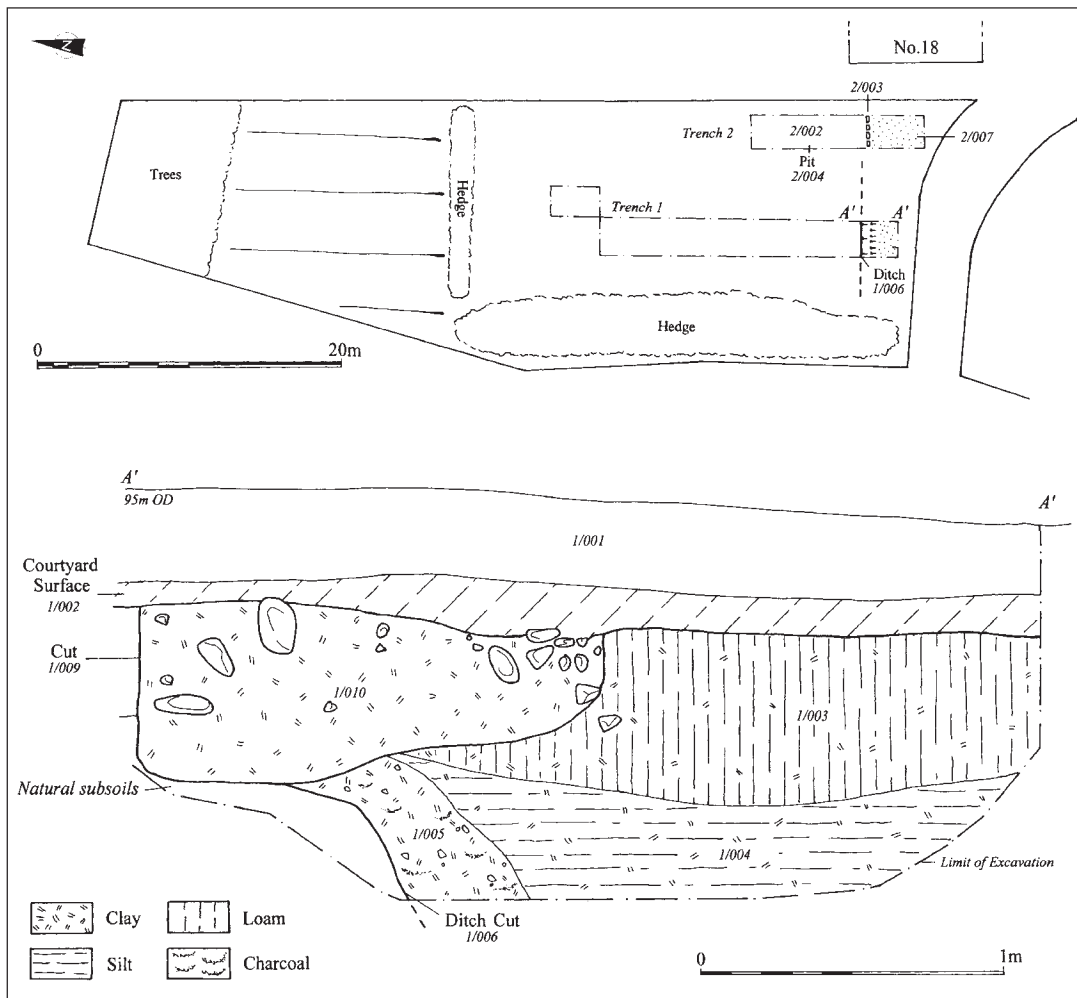 N
No.18
2/003
Trench 2
2/002
2/007
Pit
2/004
Trees
Hedge
Trench 1
A'
A'
Ditch
1/006
Hedge
0
20m
A'
95m OD
A'
1/001
Courtyard
Surface
1/002
Cut
1/009
1/010
1/003
Natural subsoils
1/005
1/004
Limit of Excavation
Ditch Cut
1/006
Clay
Loam
Silt
Charcoal
0
1m